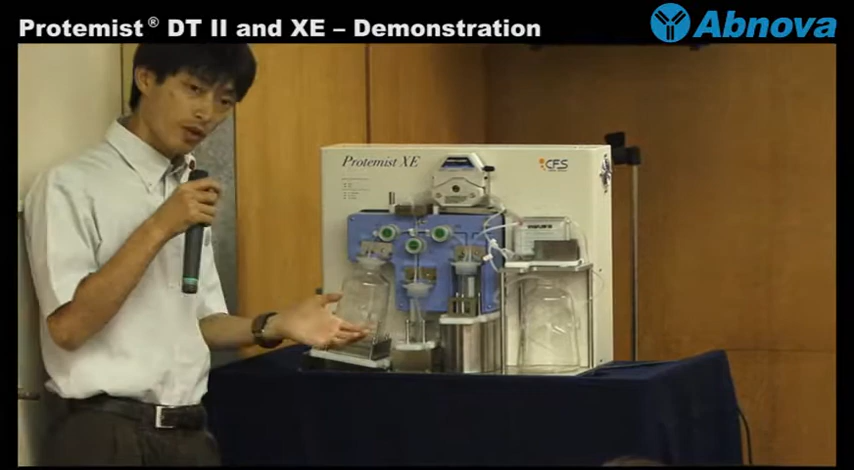 Protemist® DT II and XE – Demonstration
Abnova
Protemist XE
CFS